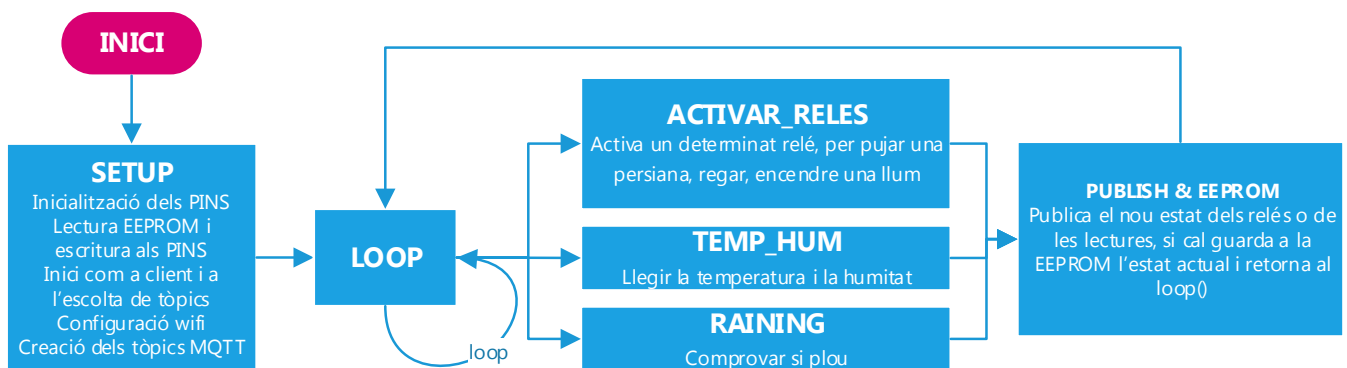 INICI
SETUP
Inicialització dels PINS
Lectura EEPROM i
escritura als PINS
Inici com a client i a
l'escolta de tòpics
Configuració wifi
Creació dels tòpics MQTT
LOOP
loop
ACTIVAR_RELES
Activa un determinat relé, per pujar una
persiana, regar, encendre una llum
TEMP_HUM
Llegir la temperatura i la humitat
RAINING
Comprovar si plou
PUBLISH & EEPROM
Publica el nou estat dels relés o de
les lectures, si cal guarda a la
EEPROM l'estat actual i retorna al
loop()